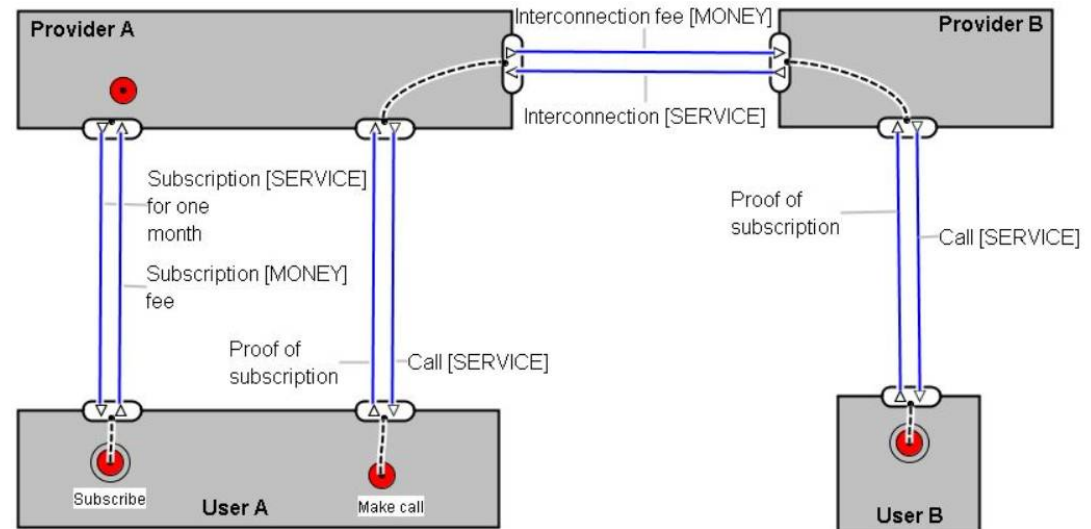 Provider A
Interconnection fee [MONEY]
Provider B
Interconnection [SERVICE]
Subscription [SERVICE]
for one
month
Subscription [MONEY]
fee
Proof of
subscription
Call [SERVICE]
Proof of
subscription
Call [SERVICE]
Subscribe
User A
Make call
User B